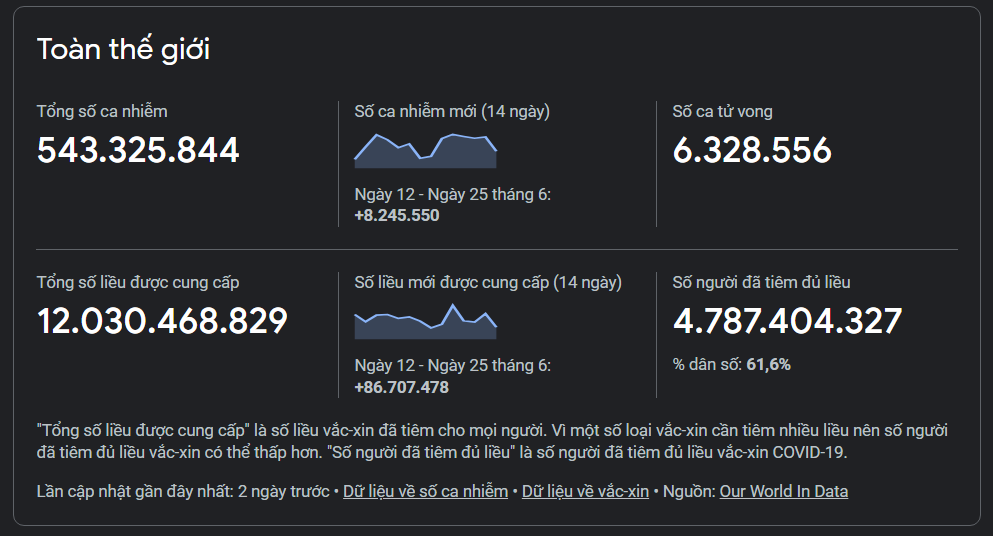 Toàn thế giới
Tổng số ca nhiễm
543.325.844
Số ca nhiễm mới (14 ngày)
Ngày 12 - Ngày 25 tháng 6:
+8.245.550
Số ca tử vong
6.328.556
Tổng số liều được cung cấp
12.030.468.829
Số liều mới được cung cấp (14 ngày)
Ngày 12 - Ngày 25 tháng 6:
+86.707.478
Số người đã tiêm đủ liều
4.787.404.327
% dân số: 61,6%
"Tổng số liều được cung cấp" là số liều vắc-xin đã tiêm cho mọi người. Vì một số loại vắc-xin cần tiêm nhiều liều nên số người
đã tiêm đủ liều vắc-xin có thể thấp hơn. "Số người đã tiêm đủ liều" là số người đã tiêm đủ liều vắc-xin COVID-19.
Lần cập nhật gần đây nhất: 2 ngày trước • Dữ liệu về số ca nhiễm • Dữ liệu về vắc-xin • Nguồn: Our World In Data